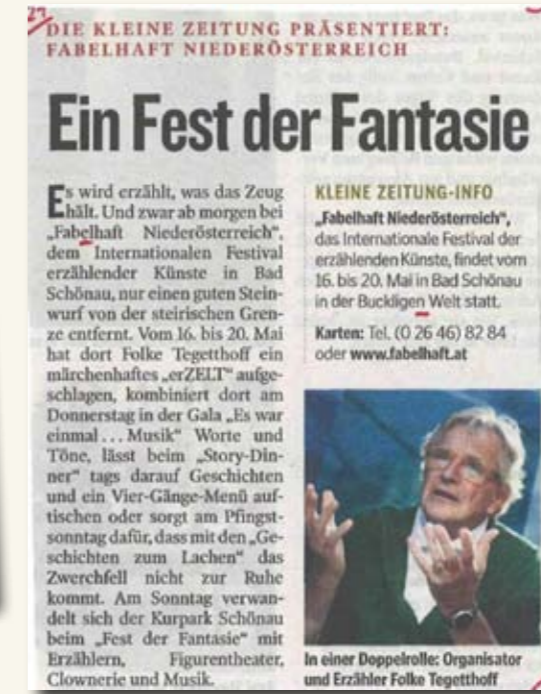 27
DIE KLEINE ZEITUNG PRÄSENTIERT:
FABELHAFT NIEDERÖSTERREICH
Ein Fest der Fantasie
Es wird erzählt, was das Zeug
hält. Und zwar ab morgen bei
„Fabelhaft Niederösterreich",
dem Internationalen Festival
erzählender Künste in Bad
Schönau, nur einen guten Stein-
wurf von der steirischen Gren-
ze entfernt. Vom 16. bis 20. Mai
hat dort Folke Tegetthoff ein
märchenhaftes „erZELT" aufge-
schlagen, kombiniert dort am
Donnerstag in der Gala „Es war
einmal ... Musik" Worte und
Töne, lässt beim „Story-Din-
ner" tags darauf Geschichten
und ein Vier-Gänge-Menü auf-
tischen oder sorgt am Pfingst-
sonntag dafür, dass mit den „Ge-
schichten zum Lachen" das
Zwerchfell nicht zur Ruhe
kommt. Am Sonntag verwan-
delt sich der Kurpark Schönau
beim „Fest der Fantasie" mit
Erzählern, Figurentheater,
Clownerie und Musik.
KLEINE ZEITUNG-INFO
„Fabelhaft Niederösterreich",
das Internationale Festival der
erzählenden Künste, findet vom
16. bis 20. Mai in Bad Schönau
in der Buckligen Welt statt.
Karten: Tel. (0 26 46) 82 84
oder www.fabelhaft.at
In einer Doppelrolle: Organisator
und Erzähler Folke Tegetthoff